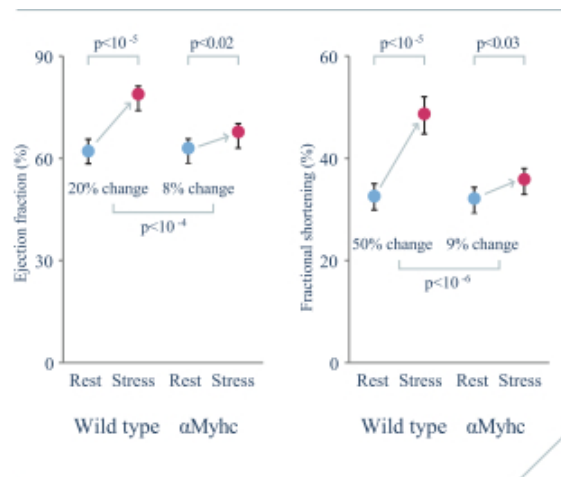 p<10 -5 p<0.02
90
60
30
0
Ejection fraction (%)
20% change 8% change
p<10 -4
Rest Stress Rest Stress
Wild type αMyhc
p<10 -5 p<0.03
60
40
20
0
Fractional shortening (%)
50% change 9% change
p<10 -6
Rest Stress Rest Stress
Wild type αMyhc